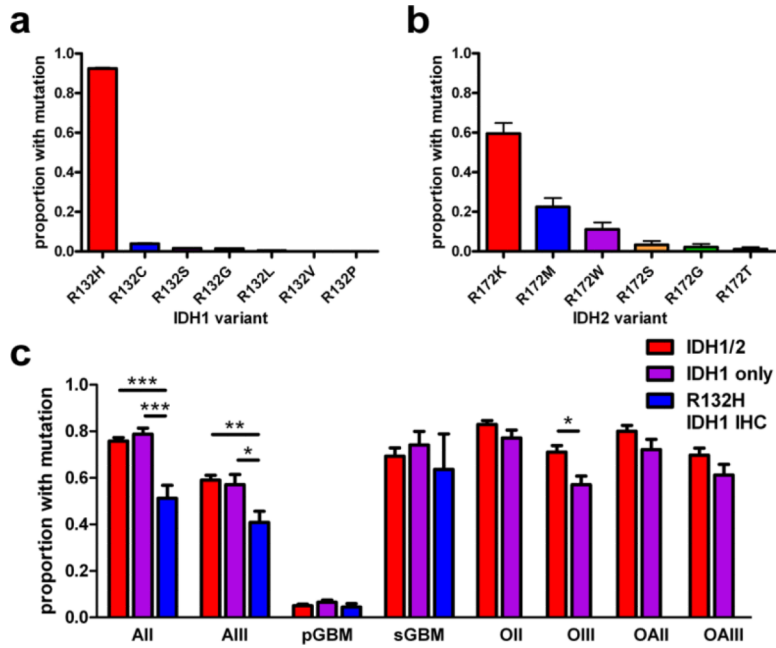 a
proportion with mutation
1.0
0.8
0.6
0.4
0.2
0.0
R132H
R132C
R132S
R132G
R132L
R132V
R132P
IDH1 variant
b
proportion with mutation
1.0
0.8
0.6
0.4
0.2
0.0
R172K
R172M
R172W
R172S
R172G
R172T
IDH2 variant
c
IDH1/2
IDH1 only
R132H
IDH1 IHC
proportion with mutation
1.0
0.8
0.6
0.4
0.2
0.0
***
***
**
*
*
AII
AIII
pGBM
sGBM
OII
OIII
OAII
OAIII